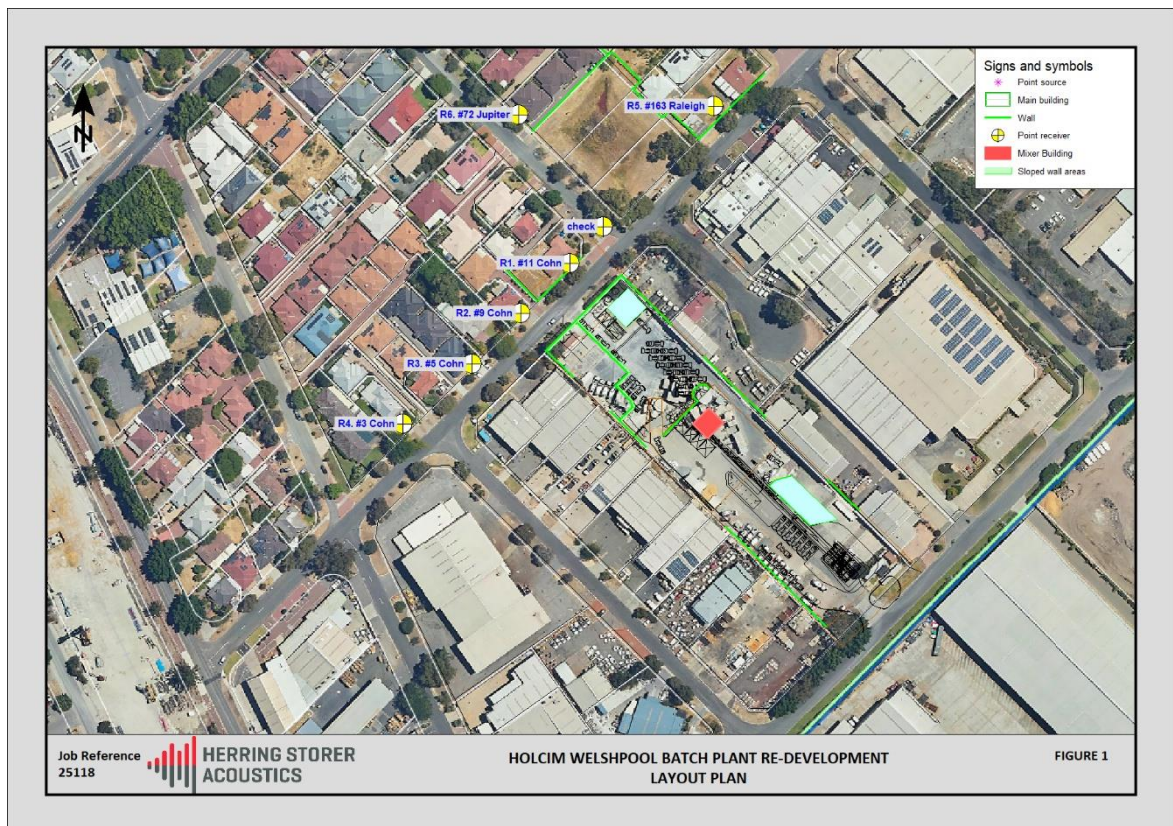 Signs and symbols
Point source
Main building
Wall
Point receiver
Mixer Building
Sloped wall areas
R6. #72 Jupiter
R5. #163 Raleigh
check
R1. #11 Cohn
R2. #9 Cohn
R3. #5 Cohn
R4. #3 Cohn
N
Job Reference
25118
HERRING STORER
ACOUSTICS
HOLCIM WELSHPOOL BATCH PLANT RE-DEVELOPMENT
LAYOUT PLAN
FIGURE 1